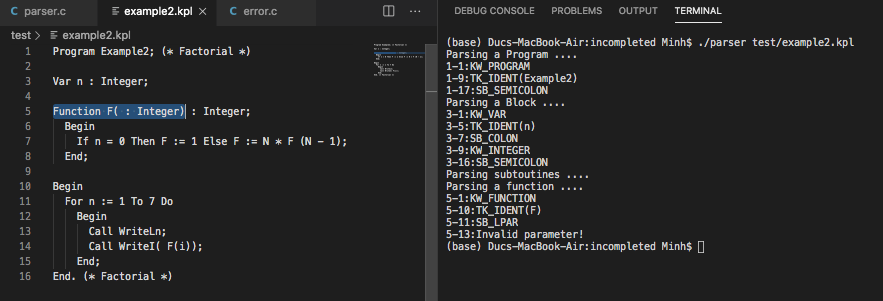 C parser.c
example2.kpl ×
C error.c
···
test > example2.kpl
1 Program Example2; (* Factorial *)
2
3 Var n : Integer;
4
5 Function F( : Integer) : Integer;
6 Begin
7 If n = 0 Then F := 1 Else F := N * F (N - 1);
8 End;
9
10 Begin
11 For n := 1 To 7 Do
12 Begin
13 Call WriteLn;
14 Call WriteI( F(i));
15 End;
16 End. (* Factorial *)
DEBUG CONSOLE PROBLEMS OUTPUT TERMINAL
(base) Ducs-MacBook-Air:incompleted Minh$ ./parser test/example2.kpl
Parsing a Program ....
1-1:KW_PROGRAM
1-9:TK_IDENT(Example2)
1-17:SB_SEMICOLON
Parsing a Block ....
3-1:KW_VAR
3-5:TK_IDENT(n)
3-7:SB_COLON
3-9:KW_INTEGER
3-16:SB_SEMICOLON
Parsing subtoutines ....
Parsing a function ....
5-1:KW_FUNCTION
5-10:TK_IDENT(F)
5-11:SB_LPAR
5-13:Invalid parameter!
(base) Ducs-MacBook-Air:incompleted Minh$